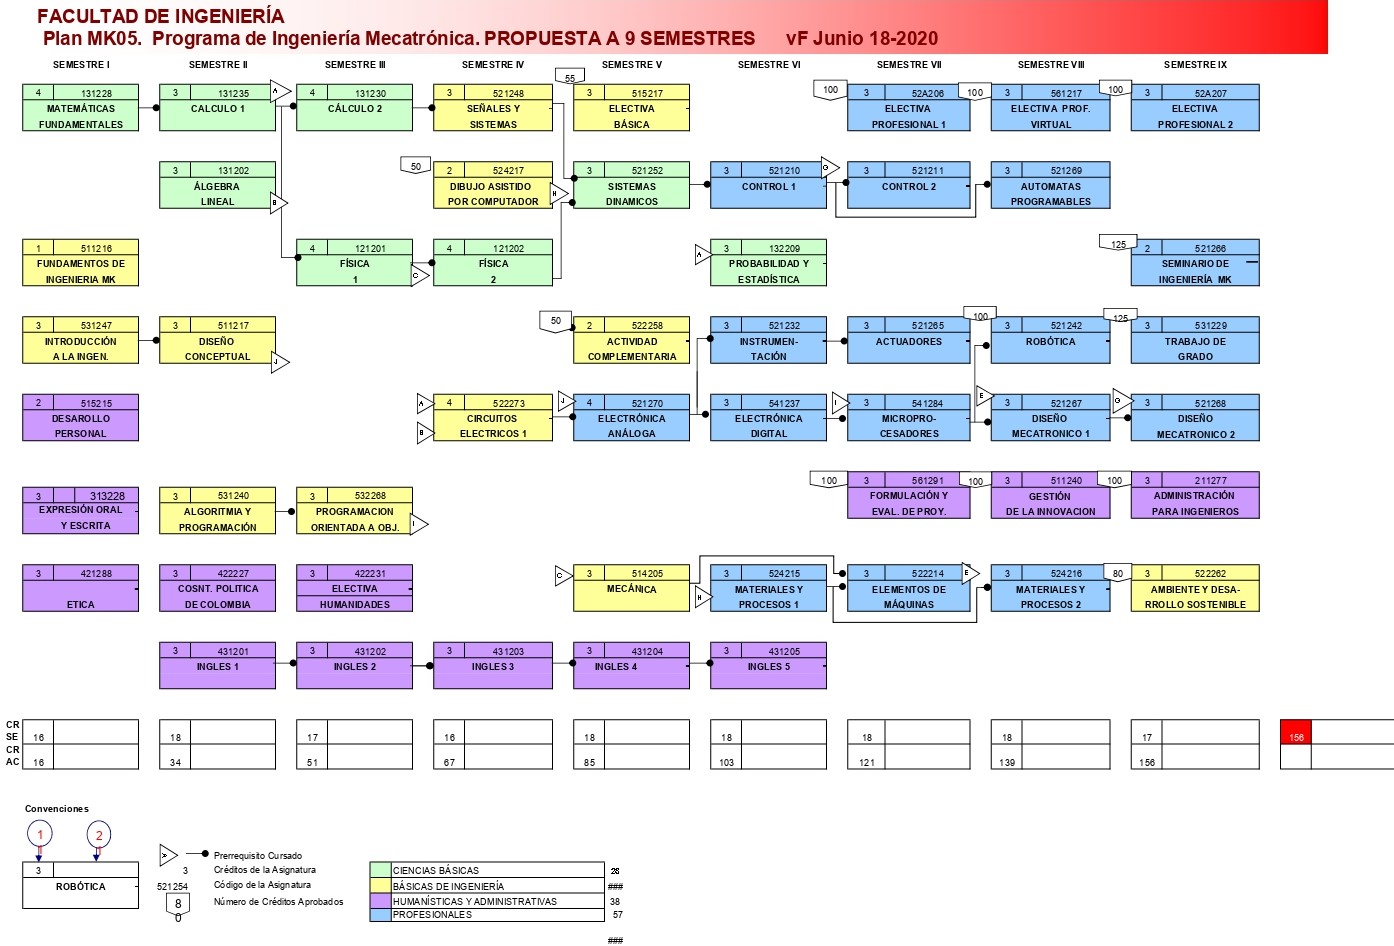 FACULTAD DE INGENIERÍA
Plan MK05. Programa de Ingeniería Mecatrónica. PROPUESTA A 9 SEMESTRES vF Junio 18-2020
SEMESTRE I SEMESTRE II SEMESTRE III SEMESTRE IV SEMESTRE V SEMESTRE VI SEMESTRE VII SEMESTRE VIII SEMESTRE IX
55
100 100 100
4 131228 3 131235 A 4 131230 3 521248 3 515217 3 52A206 3 561217 3 52A207
MATEMÁTICAS CALCULO 1 CÁLCULO 2 SEÑALES Y ELECTIVA ELECTIVA ELECTIVA PROF. ELECTIVA
FUNDAMENTALES SISTEMAS BÁSICA PROFESIONAL 1 VIRTUAL PROFESIONAL 2
50 G
3 131202 2 524217 3 521252 3 521210 3 521211 3 521269
ÁLGEBRA DIBUJO ASISTIDO H SISTEMAS CONTROL 1 CONTROL 2 AUTOMATAS
LINEAL B POR COMPUTADOR DINAMICOS PROGRAMABLES
125
1 511216 4 121201 4 121202 A 3 132209 2 521266
FUNDAMENTOS DE FÍSICA FÍSICA PROBABILIDAD Y SEMINARIO DE
INGENIERIA MK 1 C 2 ESTADÍSTICA INGENIERÍA MK
50 100 125
3 531247 3 511217 2 522258 3 521232 3 521265 3 521242 3 531229
INTRODUCCIÓN DISEÑO ACTIVIDAD INSTRUMEN- ACTUADORES ROBÓTICA TRABAJO DE
A LA INGEN. CONCEPTUAL J COMPLEMENTARIA TACIÓN GRADO
2 515215 A 4 522273 J 4 521270 3 541237 I 3 541284 E 3 521267 G 3 521268
DESAROLLO CIRCUITOS ELECTRÓNICA ELECTRÓNICA MICROPRO- DISEÑO DISEÑO
PERSONAL B ELECTRICOS 1 ANÁLOGA DIGITAL CESADORES MECATRONICO 1 MECATRONICO 2
100 3 561291 100 3 511240 100 3 211277
FORMULACIÓN Y GESTIÓN ADMINISTRACIÓN
EVAL. DE PROY. DE LA INNOVACION PARA INGENIEROS
3 313228 3 531240 3 532268
EXPRESIÓN ORAL ALGORITMIA Y PROGRAMACION
Y ESCRITA PROGRAMACIÓN ORIENTADA A OBJ. I
3 421288 3 422227 3 422231 C 3 514205 3 524215 3 522214 E 3 524216 80 3 522262
COSNT. POLITICA ELECTIVA MECÁNICA MATERIALES Y ELEMENTOS DE MATERIALES Y AMBIENTE Y DESA-
ETICA DE COLOMBIA HUMANIDADES H PROCESOS 1 MÁQUINAS PROCESOS 2 RROLLO SOSTENIBLE
3 431201 3 431202 3 431203 3 431204 3 431205
INGLES 1 INGLES 2 INGLES 3 INGLES 4 INGLES 5
CR
SE 16 18 17 16 18 18 18 18 17 156
CR
AC 16 34 51 67 85 103 121 139 156
Convenciones
1 2
3
ROBÓTICA
Prerrequisito Cursado
3 Créditos de la Asignatura
521254 Código de la Asignatura
80 Número de Créditos Aprobados
CIENCIAS BÁSICAS
BÁSICAS DE INGENIERÍA ###
HUMANÍSTICAS Y ADMINISTRATIVAS 38
PROFESIONALES 57
###